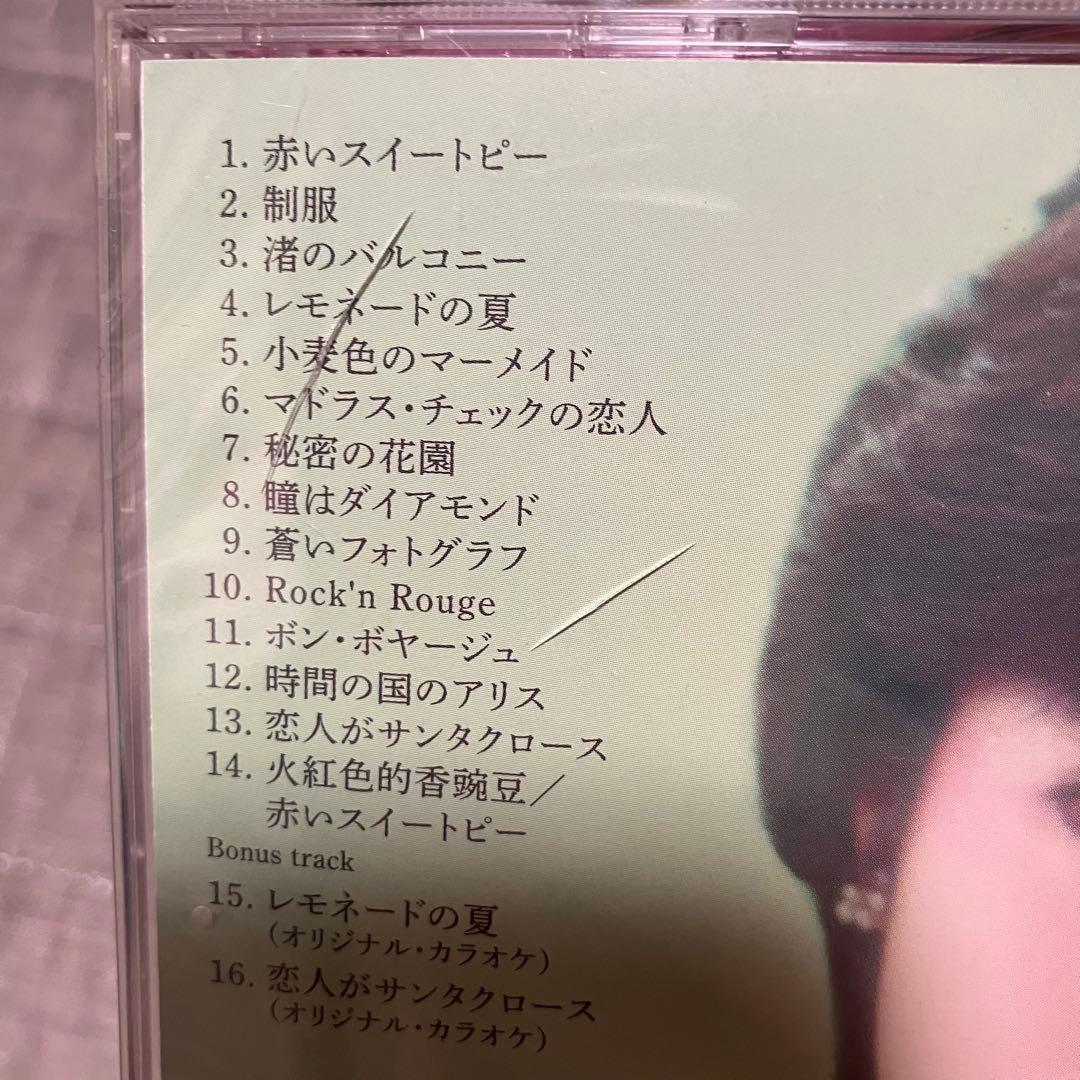 1. 赤いスイートピー
2. 制服
3. 渚のバルコニー
4. レモネードの夏
5. 小麦色のマーメイド
6. マドラス・チェックの恋人
7. 秘密の花園
8. 瞳はダイアモンド
9. 蒼いフォトグラフ
10. Rock'n Rouge
11. ボン・ボヤージュ
12. 時間の国のアリス
13. 恋人がサンタクロース
14. 火紅色的香豌豆／
赤いスイートピー
Bonus track
15. レモネードの夏
(オリジナル・カラオケ)
16. 恋人がサンタクロース
(オリジナル・カラオケ)